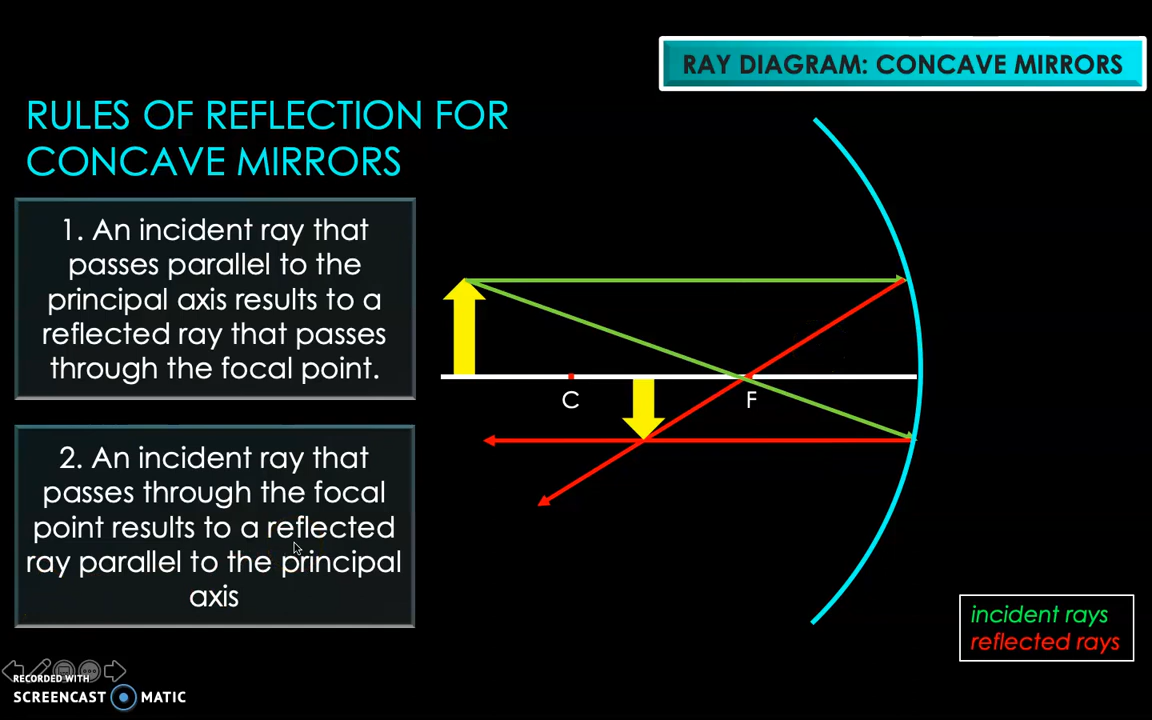 RAY DIAGRAM: CONCAVE MIRRORS
RULES OF REFLECTION FOR
CONCAVE MIRRORS
1. An incident ray that
passes parallel to the
principal axis results to a
reflected ray that passes
through the focal point.
C
F
2. An incident ray that
passes through the focal
point results to a reflected
ray parallel to the principal
axis
incident rays
reflected rays
RECORDED WITH
SCREENCAST MATIC